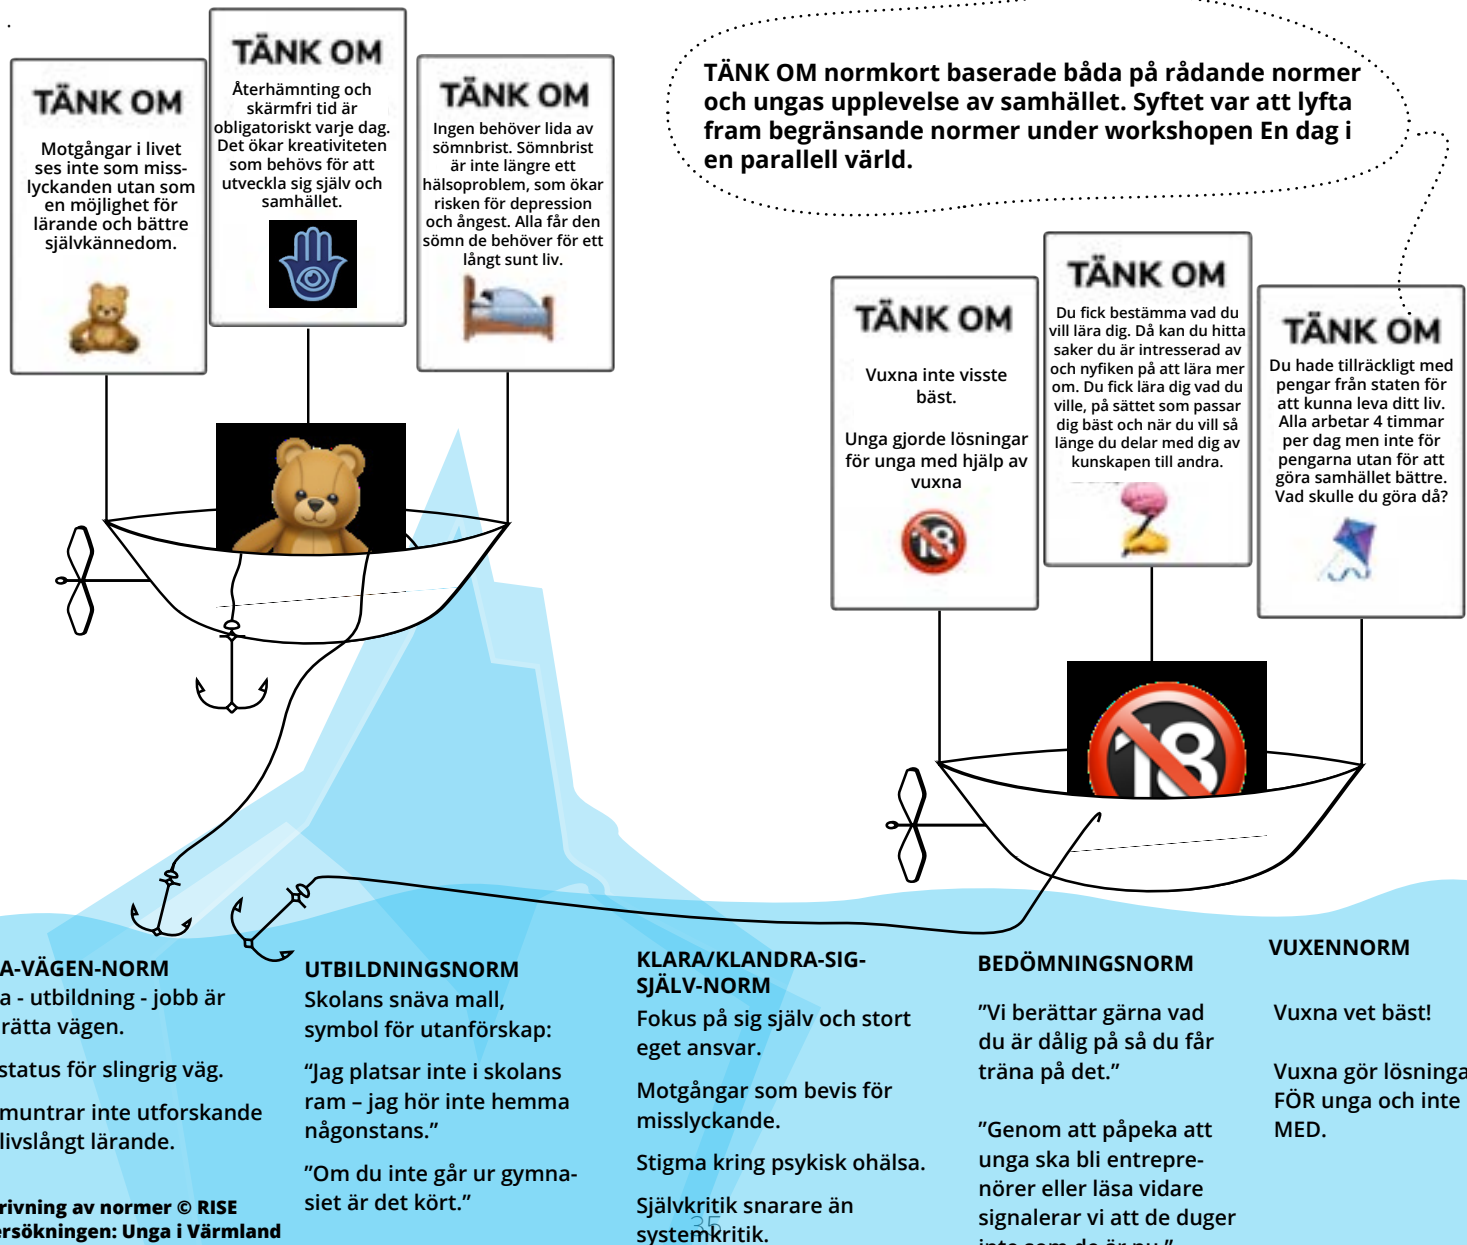 TÄNK OM
Motgångar i livet
ses inte som miss-
lyckanden utan som
en möjlighet för
lärande och bättre
självkännedom.
TÄNK OM
Återhämnting och
skärmfri tid är
obligatoriskt varje dag.
Det ökar kreativiteten
som behövs för att
utveckla sig själv och
samhället.
TÄNK OM
Ingen behöver lida av
sömnbrist. Sömnbrist
är inte längre ett
hälsoproblem, som ökar
risken för depression
och ångest. Alla får den
sömn de behöver för ett
långt sunt liv.
TÄNK OM normkort baserade båda på rådande normer
och ungas upplevelse av samhället. Syftet var att lyfta
fram begränsande normer under workshopen En dag i
en parallell värld.
TÄNK OM
Vuxna inte visste
bäst.
Unga gjorde lösningar
för unga med hjälp av
vuxna
18
TÄNK OM
Du fick bestämma vad du
vill lära dig. Då kan du hitta
saker du är intresserad av
och nyfiken på att lära mer
om. Du fick lära dig vad du
ville, på sättet som passar
dig bäst och när du vill så
länge du delar med dig av
kunskapen till andra.
TÄNK OM
Du hade tillräckligt med
pengar från staten för
att kunna leva ditt liv.
Alla arbetar 4 timmar
per dag men inte för
pengarna utan för att
göra samhället bättre.
Vad skulle du göra då?
18
A-VÄGEN-NORM
a - utbildning - jobb är
rätta vägen.
status för slingrig väg.
muntrar inte utforskande
livslångt lärande.
rivning av normer © RISE
ersökningen: Unga i Värmland
UTBILDNINGSNORM
Skolans snäva mall,
symbol för utanförskap:
“Jag platsar inte i skolans
ram – jag hör inte hemma
någonstans.”
”Om du inte går ur gymna-
siet är det kört.”
KLARA/KLANDRA-SIG-
SJÄLV-NORM
Fokus på sig själv och stort
eget ansvar.
Motgångar som bevis för
misslyckande.
Stigma kring psykisk ohälsa.
Självkritik snarare än
systemkritik.
35
BEDÖMNINGSNORM
”Vi berättar gärna vad
du är dålig på så du får
träna på det.”
”Genom att påpeka att
unga ska bli entrepre-
nörer eller läsa vidare
signalerar vi att de duger
inte som de är nu.”
VUXENNORM
Vuxna vet bäst!
Vuxna gör lösninga
FÖR unga och inte
MED.